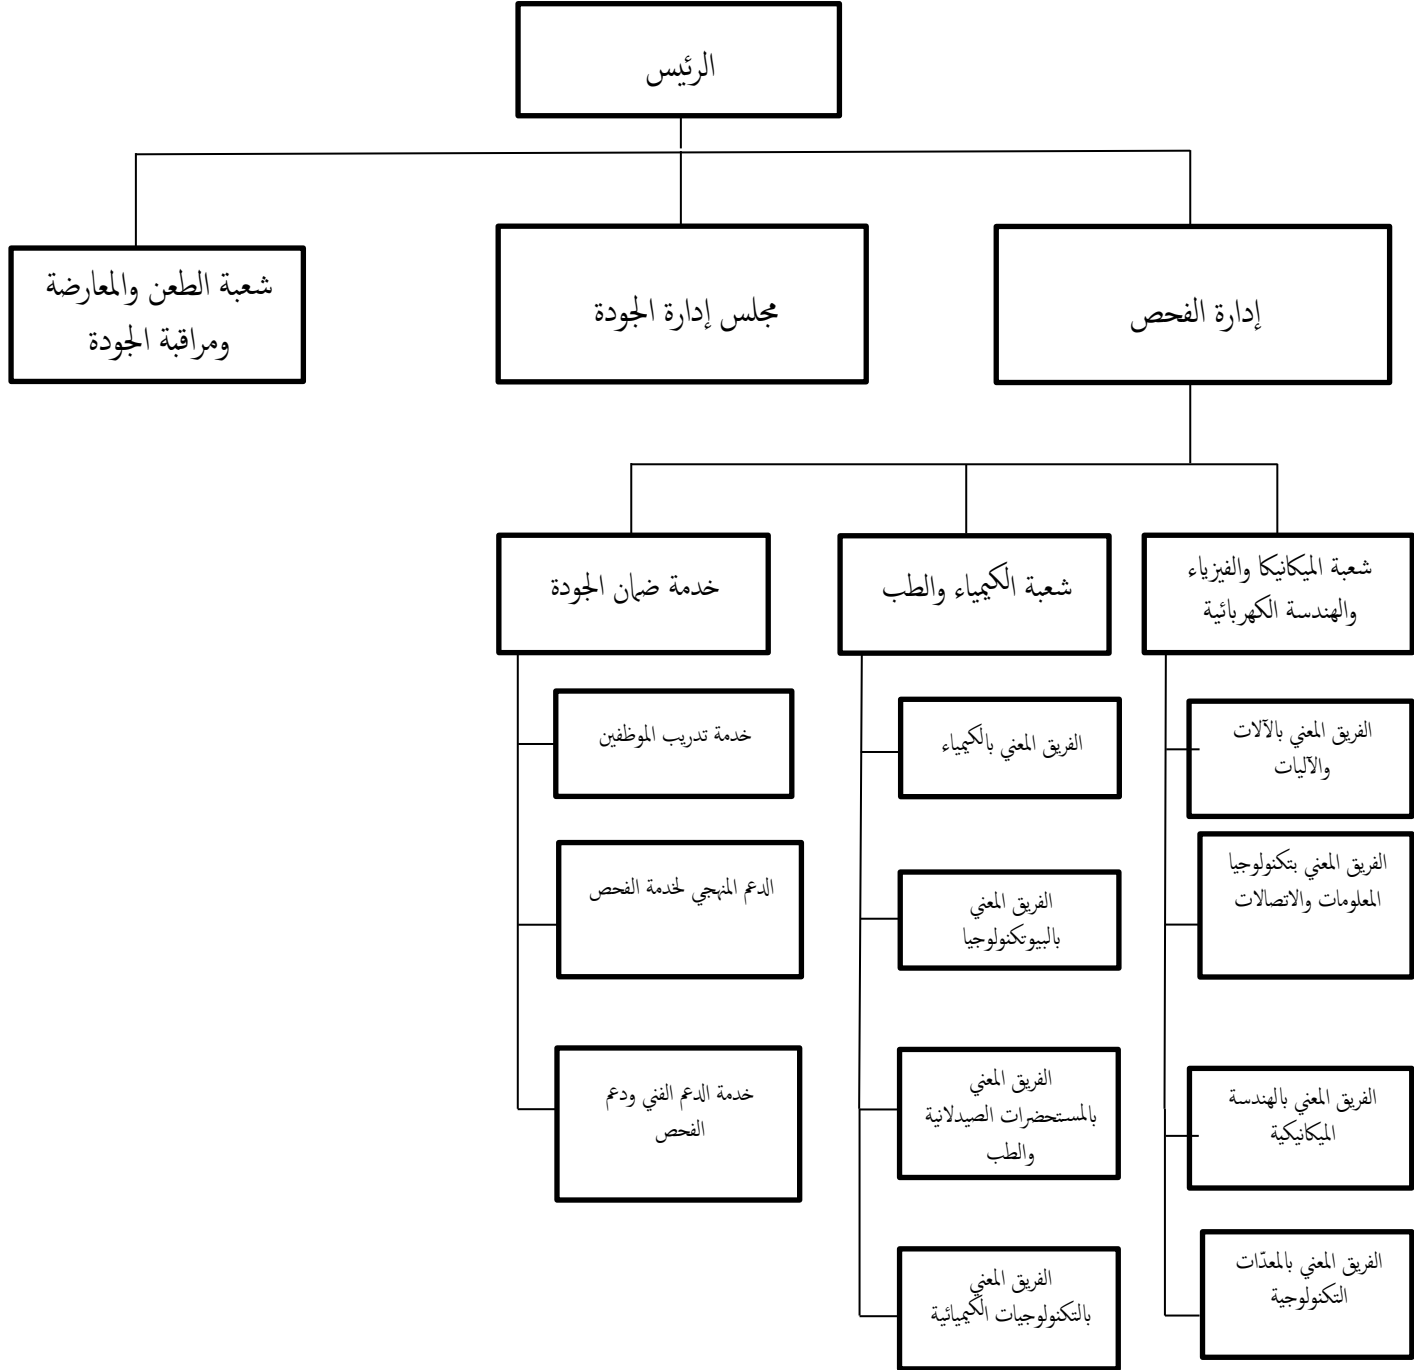 الرئيس
إدارة الفحص
مجلس إدارة الجودة
شعبة الطعن والمعارضة
ومراقبة الجودة
شعبة الميكانيكا والفيزياء
والهندسة الكهربائية
شعبة الكيمياء والطب
خدمة ضمان الجودة
الفريق المعني بالآلات
والآليات
الفريق المعني بتكنولوجيا
المعلومات والاتصالات
الفريق المعني بالهندسة
الميكانيكية
الفريق المعني بالمعدّات
التكنولوجية
الفريق المعني بالكيمياء
الفريق المعني
بالبيوتكنولوجيا
الفريق المعني
بالمستحضرات الصيدلانية
والطب
الفريق المعني
بالتكنولوجيات الكيميائية
خدمة تدريب الموظفين
الدعم المنهجي لخدمة الفحص
خدمة الدعم الفني ودعم
الفحص